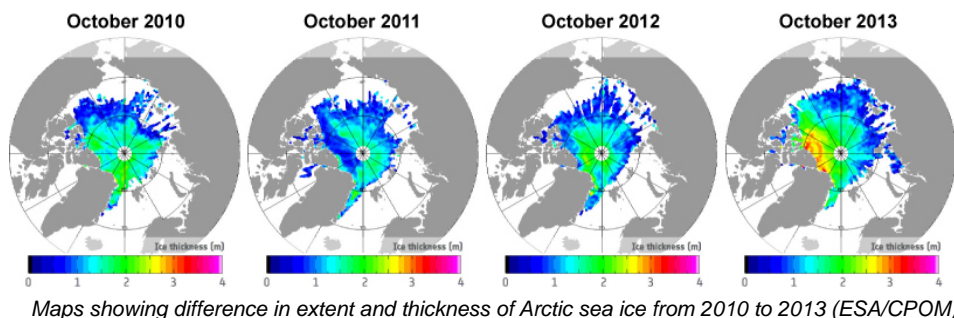 October 2010 October 2011 October 2012 October 2013
Ice thickness (m) Ice thickness (m) Ice thickness (m) Ice thickness (m)
0 1 2 3 4 0 1 2 3 4 0 1 2 3 4 0 1 2 3 4
Maps showing difference in extent and thickness of Arctic sea ice from 2010 to 2013 (ESA/CPOM)